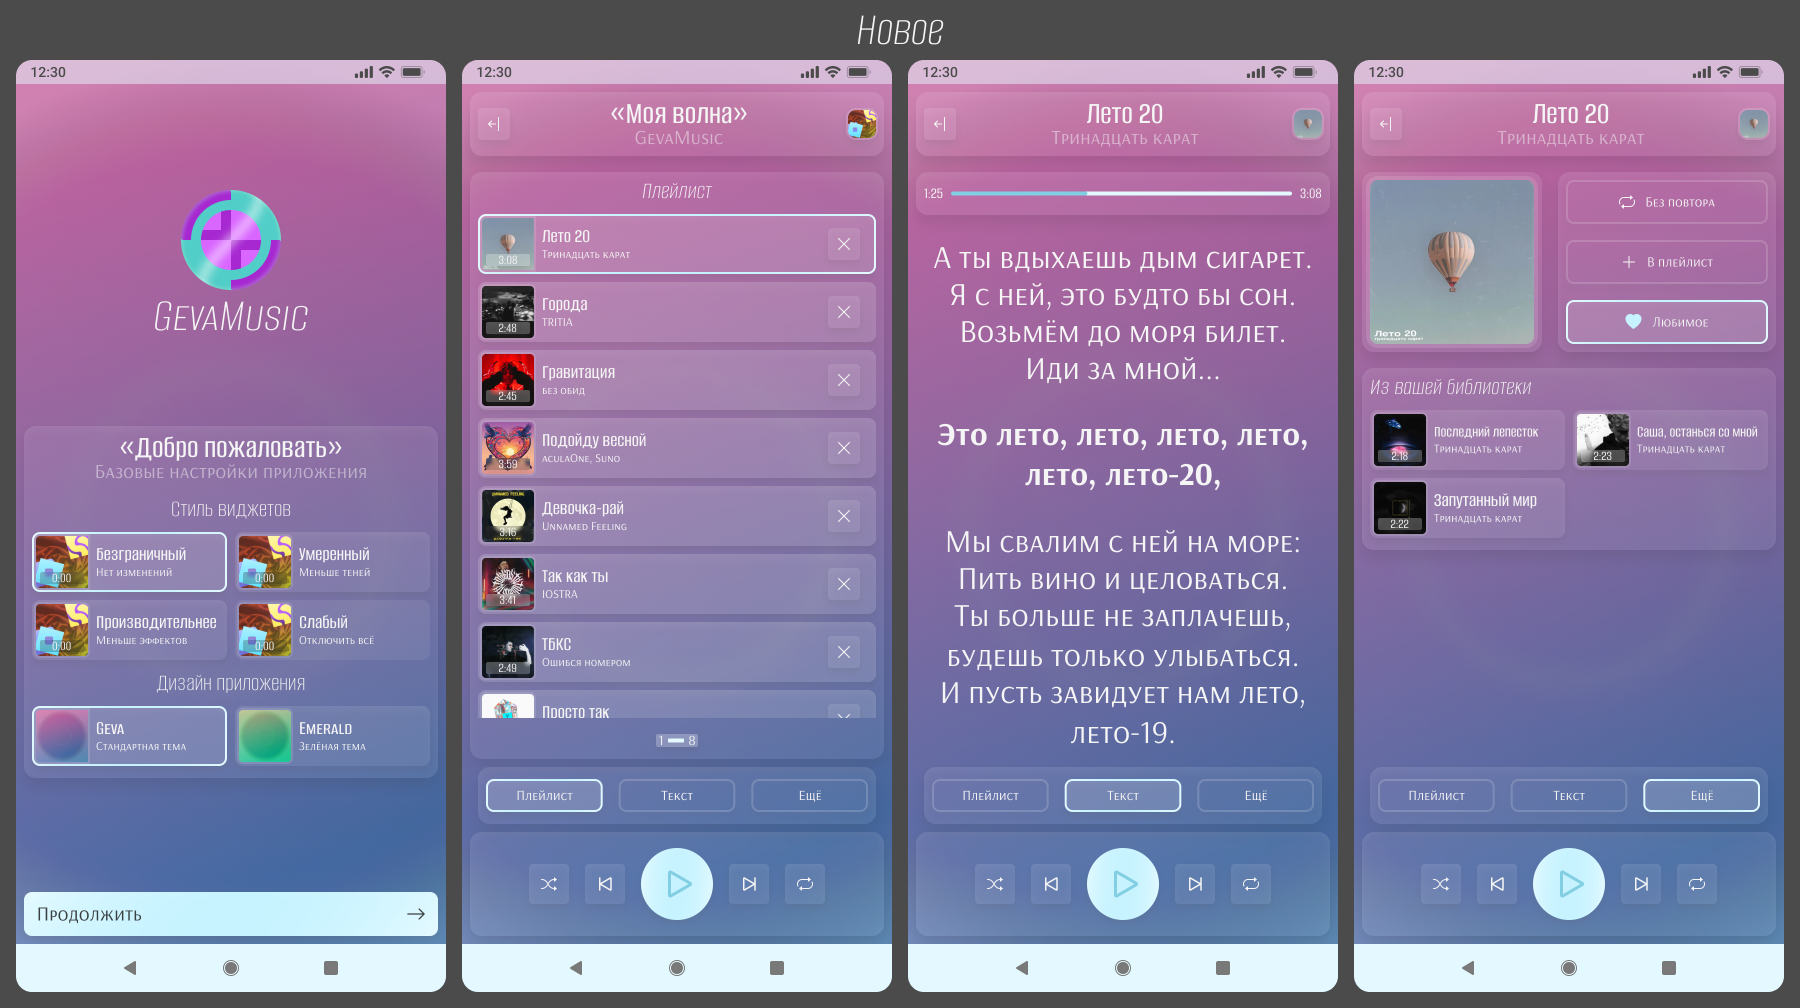 Новое
12:30
GevaMusic
«Добро пожаловать»
Базовые настройки приложения
Стиль виджетов
0:00
Безграничный
Нет изменений
0:00
Умеренный
Меньше теней
0:00
Производительнее
Меньше эффектов
0:00
Слабый
Отключить всё
Дизайн приложения
Geva
Стандартная тема
Emerald
Зелёная тема
Продолжить
12:30
«Моя волна»
GevaMusic
Плейлист
3:08
Лето 20
Тринадцать карат
2:48
Города
TRITIA
2:45
Гравитация
без обид
3:59
Подойду весной
aculaOne, Suno
3:16
Девочка-рай
Unnamed Feeling
3:41
Так как ты
IOSTRA
2:49
ТБКС
Ошибся номером
Просто так
1 8
Плейлист
Текст
Ещё
12:30
Лето 20
Тринадцать карат
1:25
3:08
А ты вдыхаешь дым сигарет.
Я с ней, это будто бы сон.
Возьмём до моря билет.
Иди за мной...
Это лето, лето, лето, лето,
лето, лето-20,
Мы свалим с ней на море:
Пить вино и целоваться.
Ты больше не заплачешь,
будешь только улыбаться.
И пусть завидует нам лето,
лето-19.
Плейлист
Текст
Ещё
12:30
Лето 20
Тринадцать карат
Лето 20
тринадцать карат
Без повтора
В плейлист
Любимое
Из вашей библиотеки
2:18
Последний лепесток
Тринадцать карат
2:23
Саша, останься со мной
Тринадцать карат
2:22
Запутанный мир
Тринадцать карат
Плейлист
Текст
Ещё